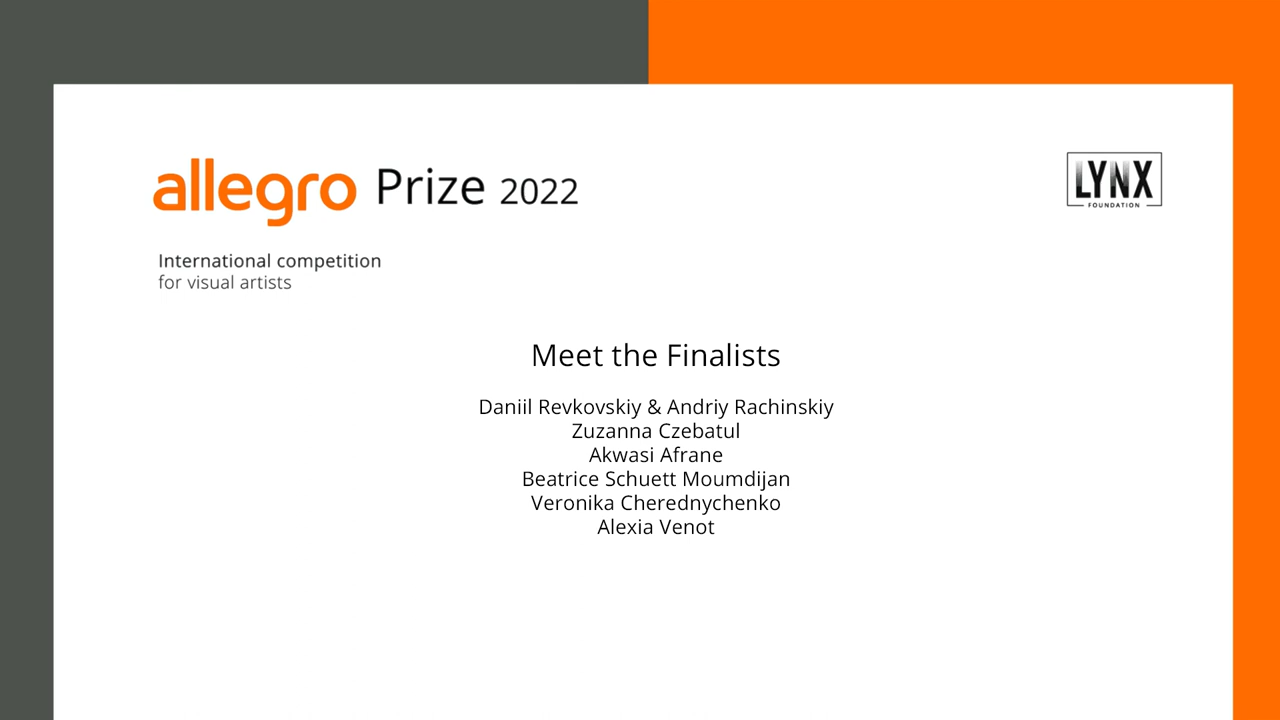 allegro Prize 2022
LYNX
FOUNDATION
International competition
for visual artists
Meet the Finalists
Daniil Revkovskiy & Andriy Rachinskiy
Zuzanna Czebatul
Akwasi Afrane
Beatrice Schuett Moumdijan
Veronika Cherednychenko
Alexia Venot